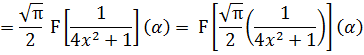 = √π/2 F[1/(4x² + 1)](α) = F[√π/2 (1/(4x² + 1))](α)